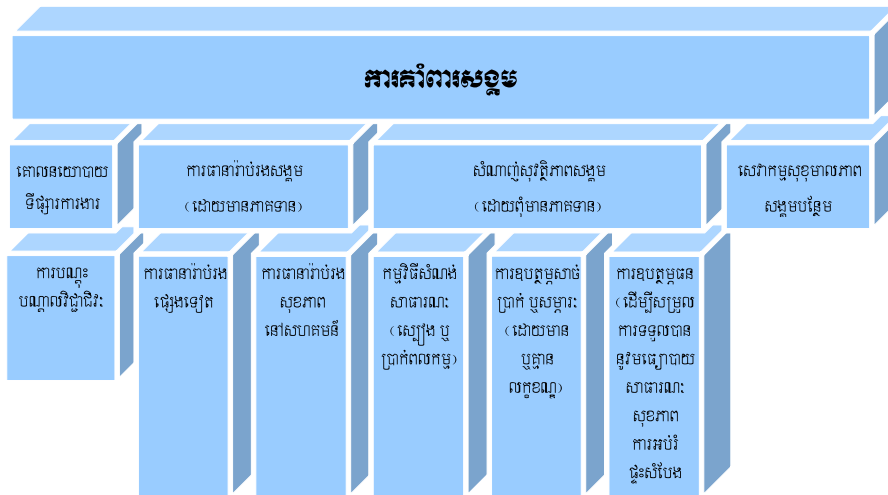 ការគាំពារសង្គម
គោលនយោបាយ
ទីផ្សារការងារ
ការធានារ៉ាប់រងសង្គម
(ដោយមានភាគទាន)
សំណាញ់សុវត្ថិភាពសង្គម
(ដោយពុំមានភាគទាន)
សេវាកម្មសុខុមាលភាព
សង្គមបន្ថែម
ការបណ្តុះ
បណ្តាលវិជ្ជាជីវៈ
ការធានារ៉ាប់រង
ផ្សេងទៀត
ការធានារ៉ាប់រង
សុខភាព
នៅសហគមន៍
កម្មវិធីសំណង់
សាធារណៈ
(ស្បៀង ឬ
ប្រាក់ពលកម្ម)
ការឧបត្ថម្ភសាច់
ប្រាក់ ឬសម្ភារៈ
(ដោយមាន
ឬគ្មាន
លក្ខខណ្ឌ)
ការឧបត្ថម្ភធន
(ដើម្បីសម្រួល
ការទទួលបាន
នូវមធ្យោបាយ
សាធារណៈ
សុខភាព
ការអប់រំ
ផ្ទះសំបែង